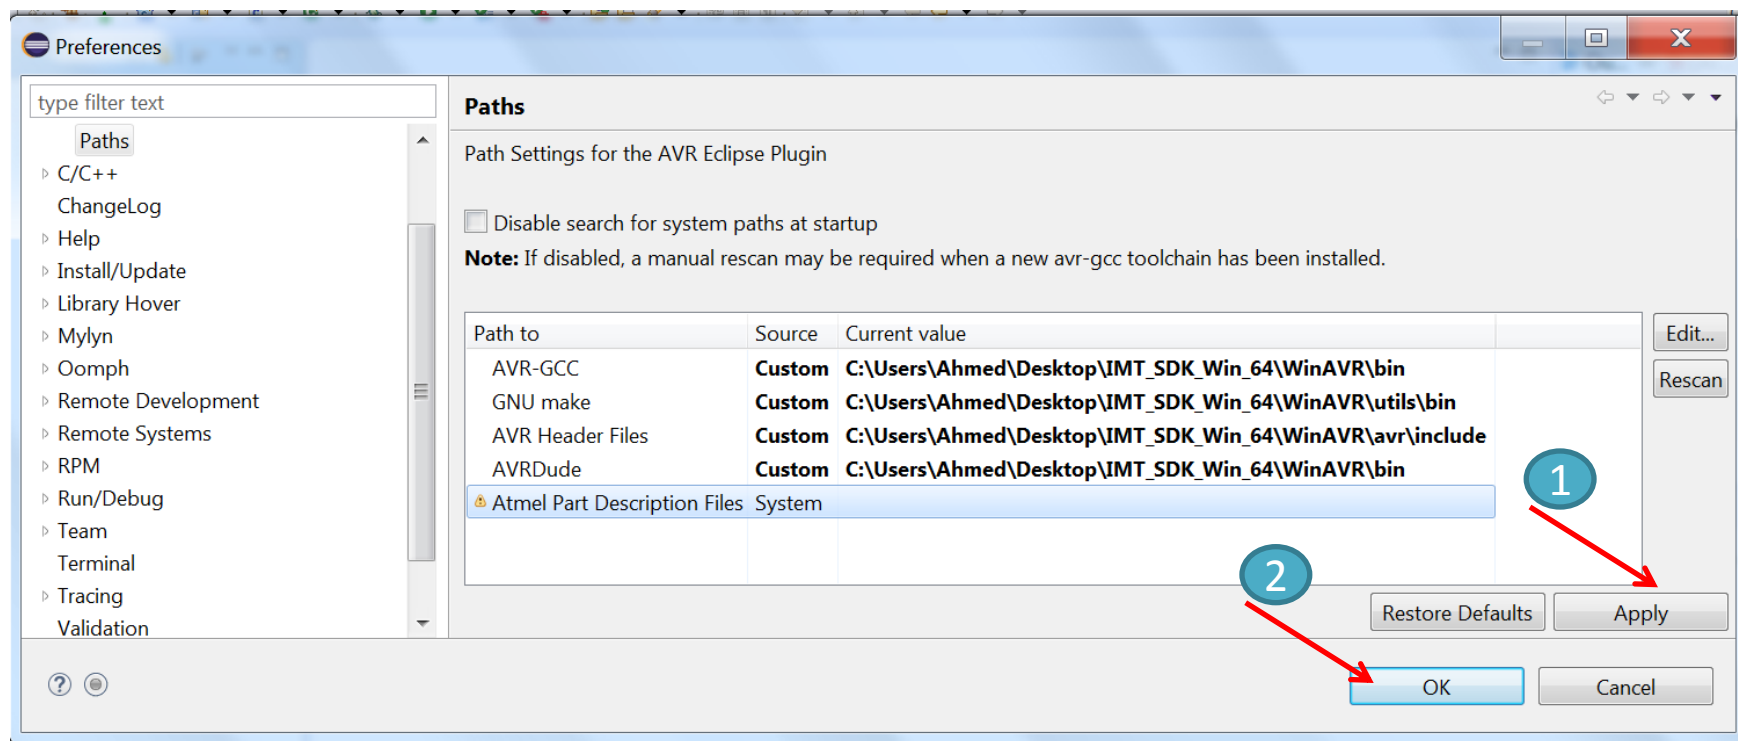 Preferences
type filter text
Paths
C/C++
ChangeLog
Help
Install/Update
Library Hover
Mylyn
Oomph
Remote Development
Remote Systems
RPM
Run/Debug
Team
Terminal
Tracing
Validation
Paths
Path Settings for the AVR Eclipse Plugin
Disable search for system paths at startup
Note: If disabled, a manual rescan may be required when a new avr-gcc toolchain has been installed.
Path to Source Current value
AVR-GCC Custom C:\Users\Ahmed\Desktop\IMT_SDK_Win_64\WinAVR\bin
GNU make Custom C:\Users\Ahmed\Desktop\IMT_SDK_Win_64\WinAVR\utils\bin
AVR Header Files Custom C:\Users\Ahmed\Desktop\IMT_SDK_Win_64\WinAVR\avr\include
AVRDude Custom C:\Users\Ahmed\Desktop\IMT_SDK_Win_64\WinAVR\bin
Atmel Part Description Files System
Edit...
Rescan
1
2
Restore Defaults Apply
OK Cancel